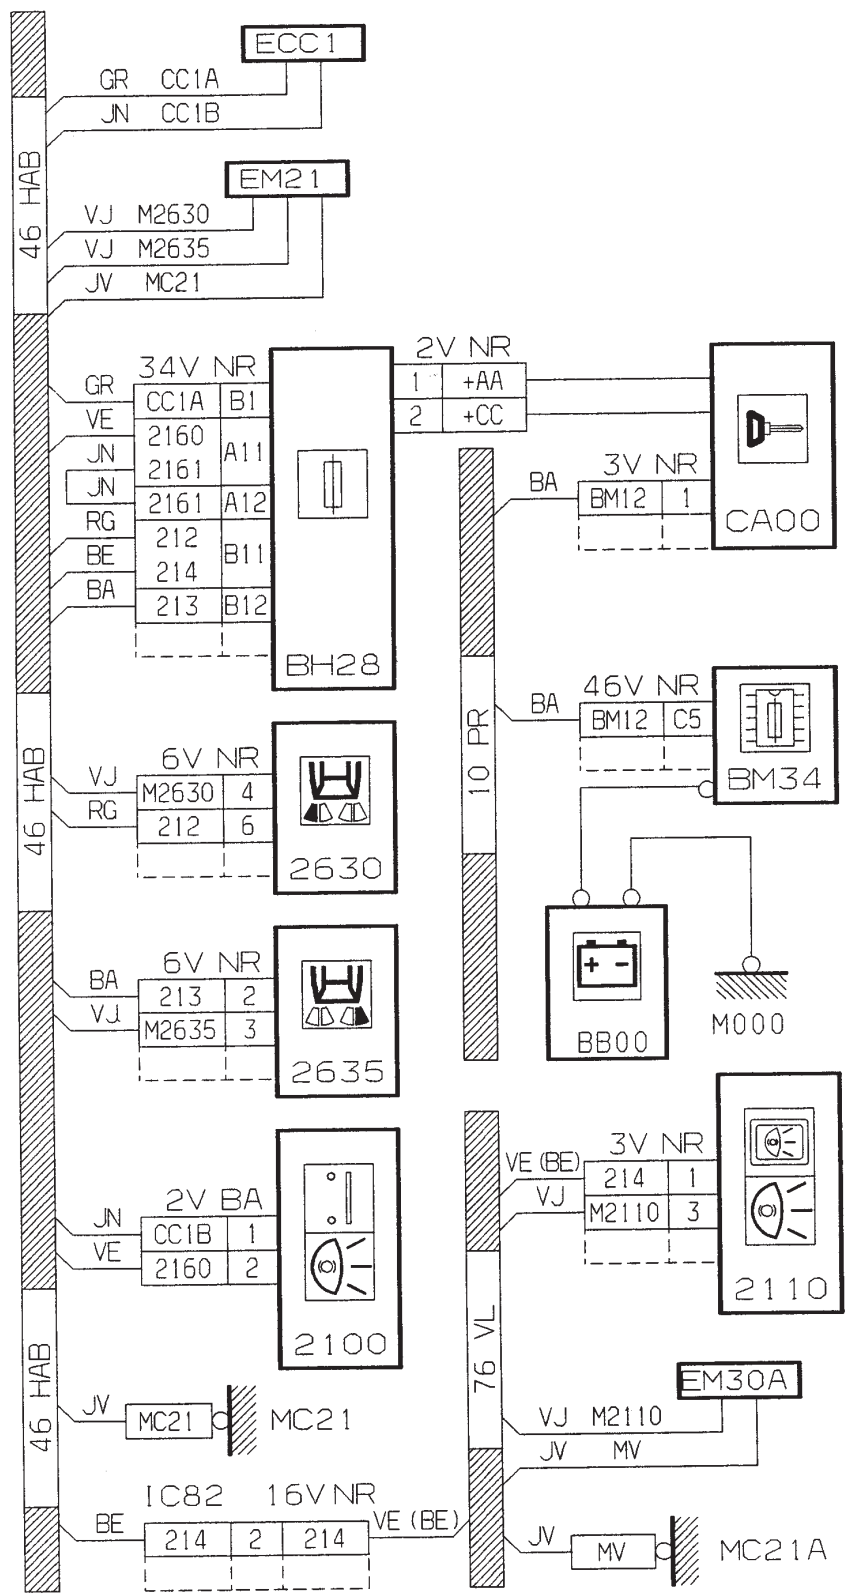 ECC1
GR CC1A
JN CC1B
46 HAB
EM21
VJ M2630
VJ M2635
JV MC21
34V NR
GR CC1A B1
VE 2160
A11
JN 2161
JN 2161 A12
RG 212
B11
BE 214
BA 213 B12
BH28
2V NR
1 +AA
2 +CC
3V NR
BA BM12 1
CA00
10 PR
46V NR
BA BM12 C5
BM34
46 HAB
6V NR
VJ M2630 4
RG 212 6
2630
+ -
BB00
M000
6V NR
BA 213 2
VJ M2635 3
2635
2V BA
JN CC1B 1
VE 2160 2
2100
3V NR
VE (BE) 214 1
VJ M2110 3
2110
76 VL
EM30A
VJ M2110
JV MV
46 HAB
JV MC21 MC21
IC82 16V NR
BE 214 2 214 VE (BE)
JV MV MC21A